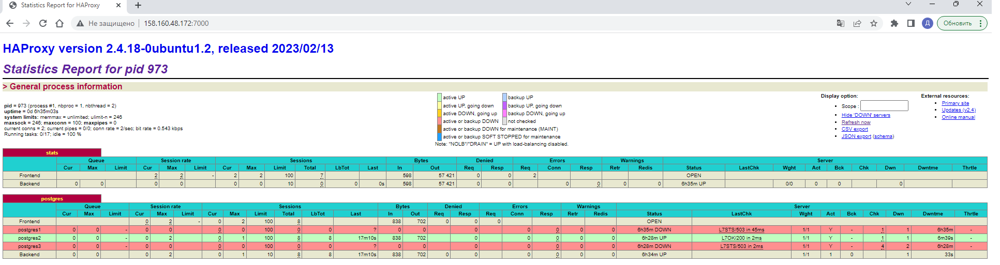 Statistics Report for HAProxy
Не защищено | 158.160.48.172:7000
Д
Обновить
HAProxy version 2.4.18-0ubuntu1.2, released 2023/02/13
Statistics Report for pid 973
> General process information
pid = 973 (process #1, nbproc = 1, nbthread = 2)
uptime = 0d 6h35m03s
system limits: memmax = unlimited; ulimit-n = 246
maxsock = 246; maxconn = 100; maxpipes = 0
current conns = 2; current pipes = 0/0; conn rate = 2/sec; bit rate = 0.543 kbps
Running tasks: 0/17; idle = 100 %
active UP backup UP
active UP, going down backup UP, going down
active DOWN, going up backup DOWN, going up
active or backup DOWN not checked
active or backup DOWN for maintenance (MAINT)
active or backup SOFT STOPPED for maintenance
Note: "NOLB"/"DRAIN" = UP with load-balancing disabled.
Display option:
Scope :
Hide 'DOWN' servers
Refresh now
CSV export
JSON export (schema)
External resources:
Primary site
Updates (v2.4)
Online manual
stats
Queue Session rate Sessions Bytes Denied Errors Warnings Server
Cur Max Limit Cur Max Limit Cur Max Limit Total LbTot Last In Out Req Resp Req Conn Resp Retr Redis Status LastChk Wght Act Bck Chk Dwn Dwntme Thrtle
Frontend 2 2 - 2 2 100 7 598 57 421 0 0 2 OPEN
Backend 0 0 0 0 0 0 10 0 0 0s 598 57 421 0 0 0 0 0 0 6h35m UP 0/0 0 0 0
postgres
Queue Session rate Sessions Bytes Denied Errors Warnings Server
Cur Max Limit Cur Max Limit Cur Max Limit Total LbTot Last In Out Req Resp Req Conn Resp Retr Redis Status LastChk Wght Act Bck Chk Dwn Dwntme Thrtle
Frontend 0 2 - 0 2 100 8 838 702 0 0 0 OPEN
postgres1 0 0 - 0 0 0 0 100 0 0 ? 0 0 0 0 0 0 0 6h35m DOWN L7STS/503 in 45ms 1/1 Y - 1 1 6h35m -
postgres2 0 0 - 0 2 0 1 100 8 8 17m10s 838 702 0 0 0 0 0 6h28m UP L7OK/200 in 2ms 1/1 Y - 1 1 6m39s -
postgres3 0 0 - 0 0 0 0 100 0 0 ? 0 0 0 0 0 0 0 6h28m DOWN L7STS/503 in 2ms 1/1 Y - 4 2 6h28m -
Backend 0 0 0 2 0 1 10 8 8 17m10s 838 702 0 0 0 0 0 0 6h34m UP 1/1 1 0 1 33s